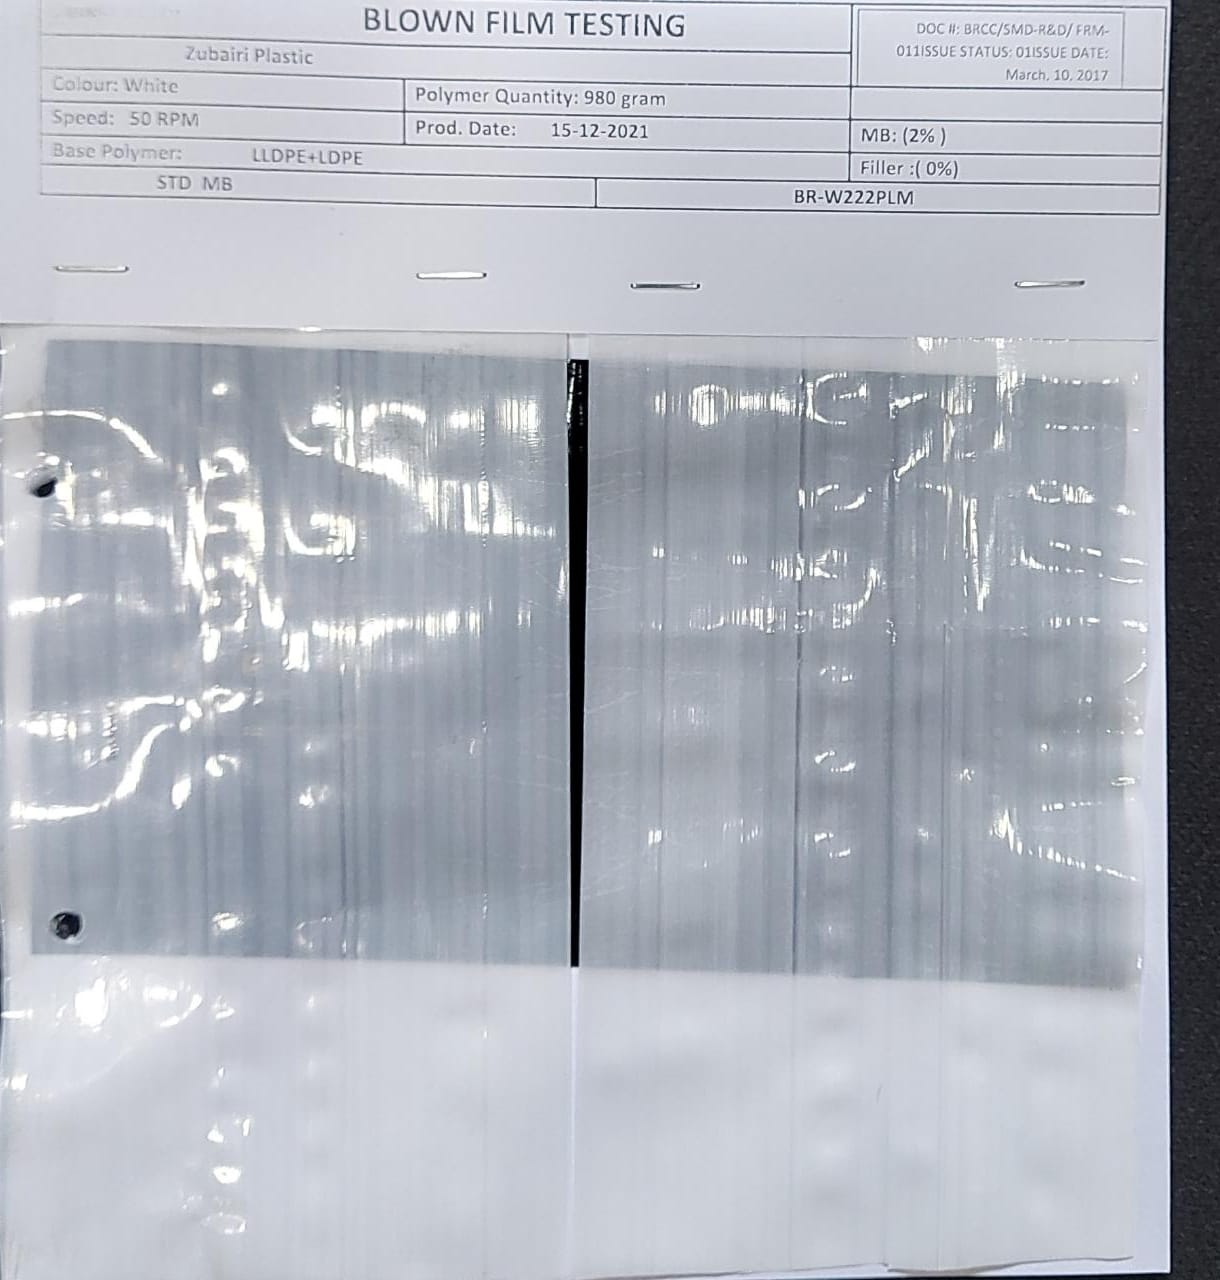 BLOWN FILM TESTING
DOC #: BRCC/SMD-R&D/ FRM-
011ISSUE STATUS: 01ISSUE DATE:
March, 10, 2017
Zubairi Plastic
Colour: White
Polymer Quantity: 980 gram
Speed: 50 RPM
Prod. Date: 15-12-2021
MB: (2% )
Base Polymer: LLDPE+LDPE
Filler :( 0%)
STD MB
BR-W222PLM